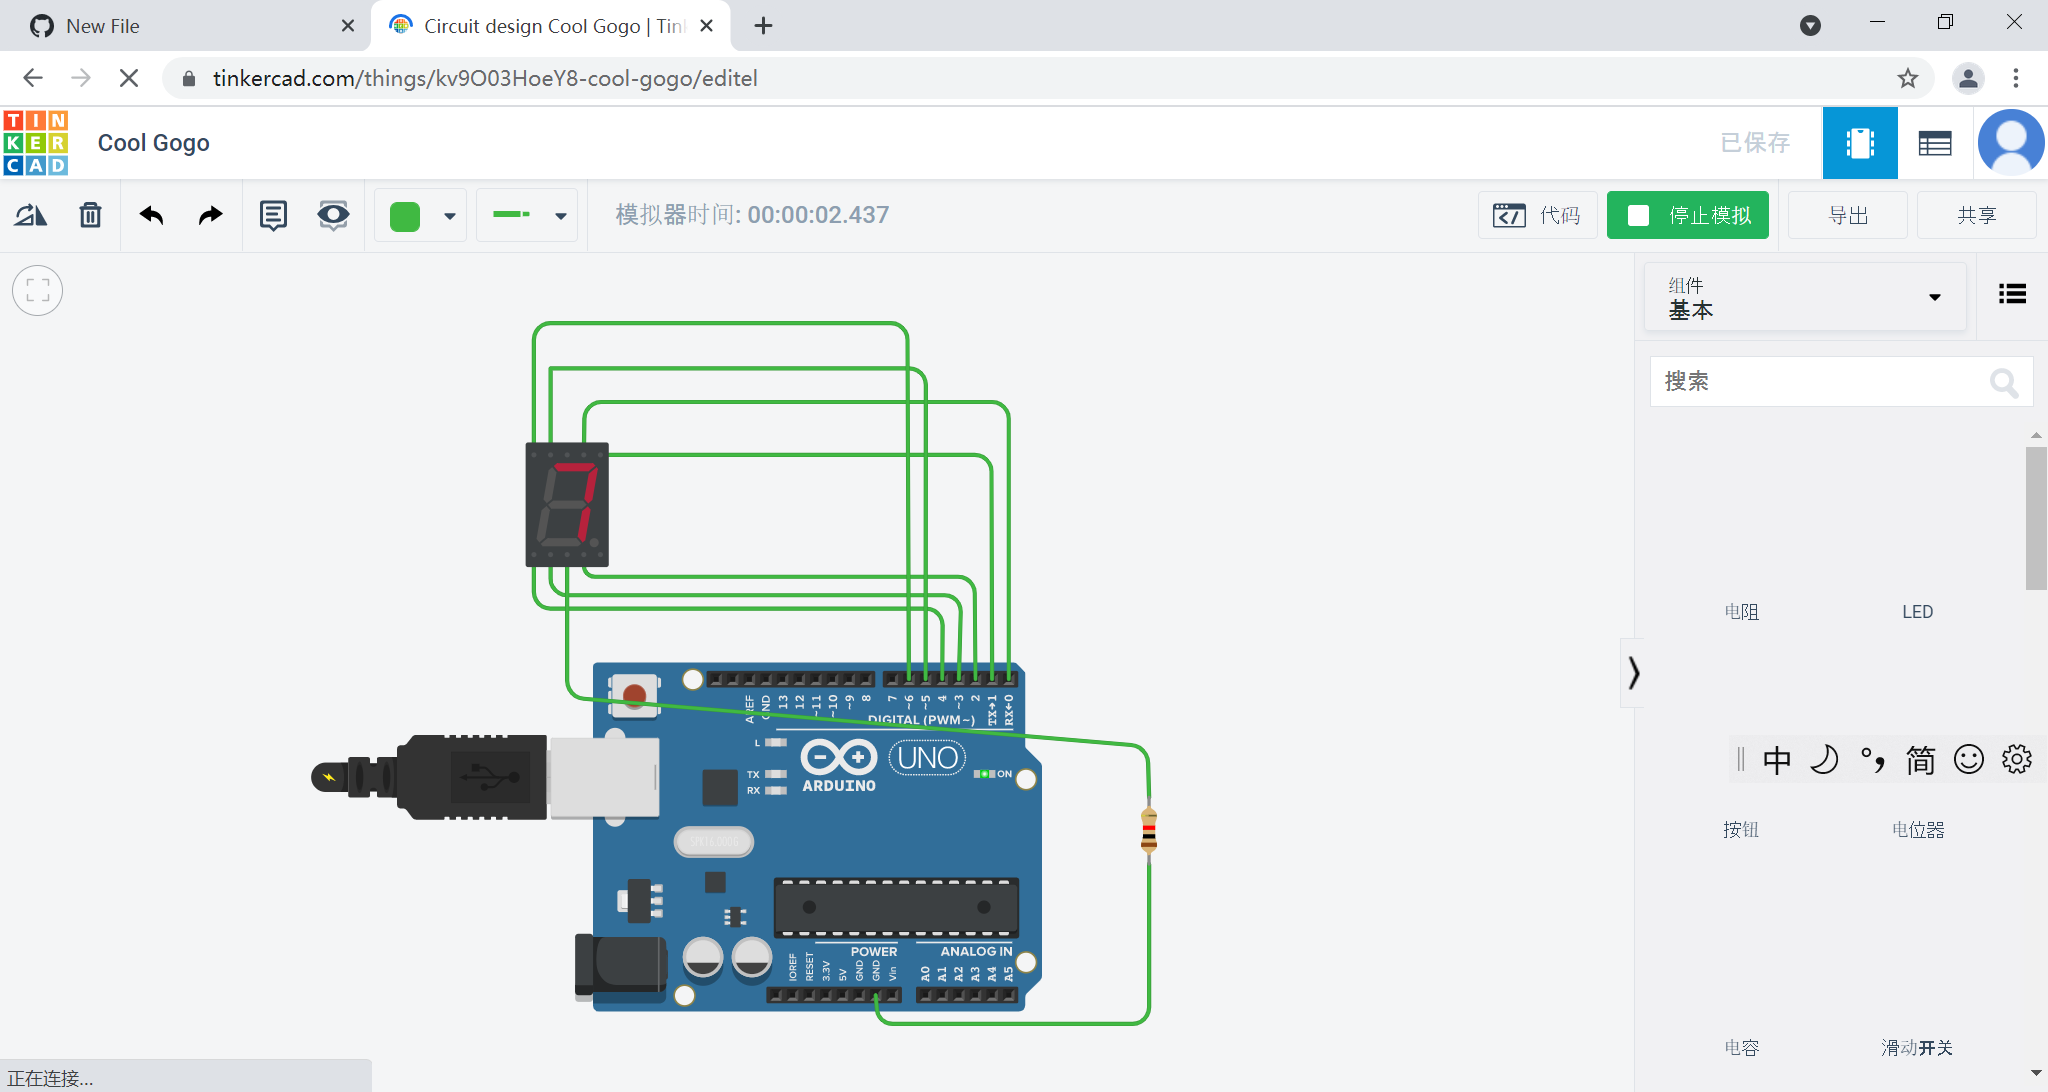 New File
Circuit design Cool Gogo | Tin
tinkercad.com/things/kv9O03HoeY8-cool-gogo/editel
TIN
KER
CAD
Cool Gogo
已保存
模拟器时间: 00:00:02.437
代码
停止模拟
导出
共享
组件
基本
搜索
电阻
LED
按钮
电位器
电容
滑动开关
中
简
AREF
GND
13
12
~11
~10
~9
8
7
~6
~5
4
~3
2
TX→1
RX←0
DIGITAL (PWM~)
L
TX
RX
ARDUINO
UNO
ON
POWER
ANALOG IN
IOREF
RESET
3.3V
5V
GND
GND
Vin
A0
A1
A2
A3
A4
A5
正在连接...